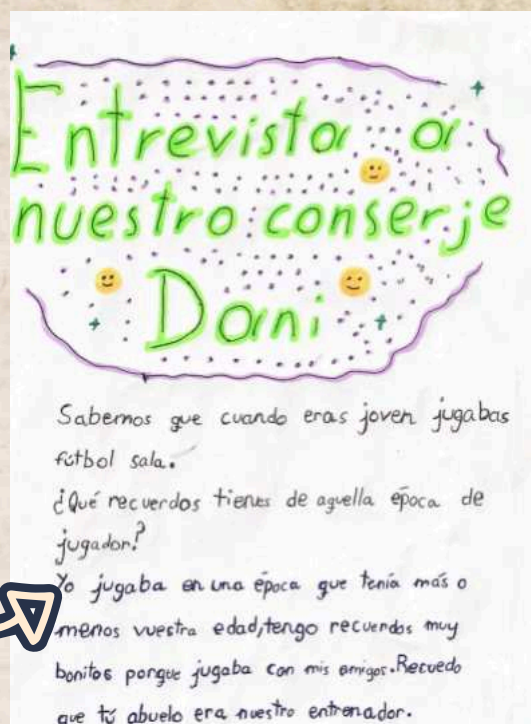 Entrevista a
nuestro conserje
Dani
Sabemos que cuando eras joven jugabas
fútbol sala.
¿Qué recuerdos tienes de aquella época de
jugador?
Yo jugaba en una época que tenía más o
menos vuestra edad,tengo recuerdos muy
bonitos porque jugaba con mis amigos.Recuedo
que tú abuelo era nuestro entrenador.